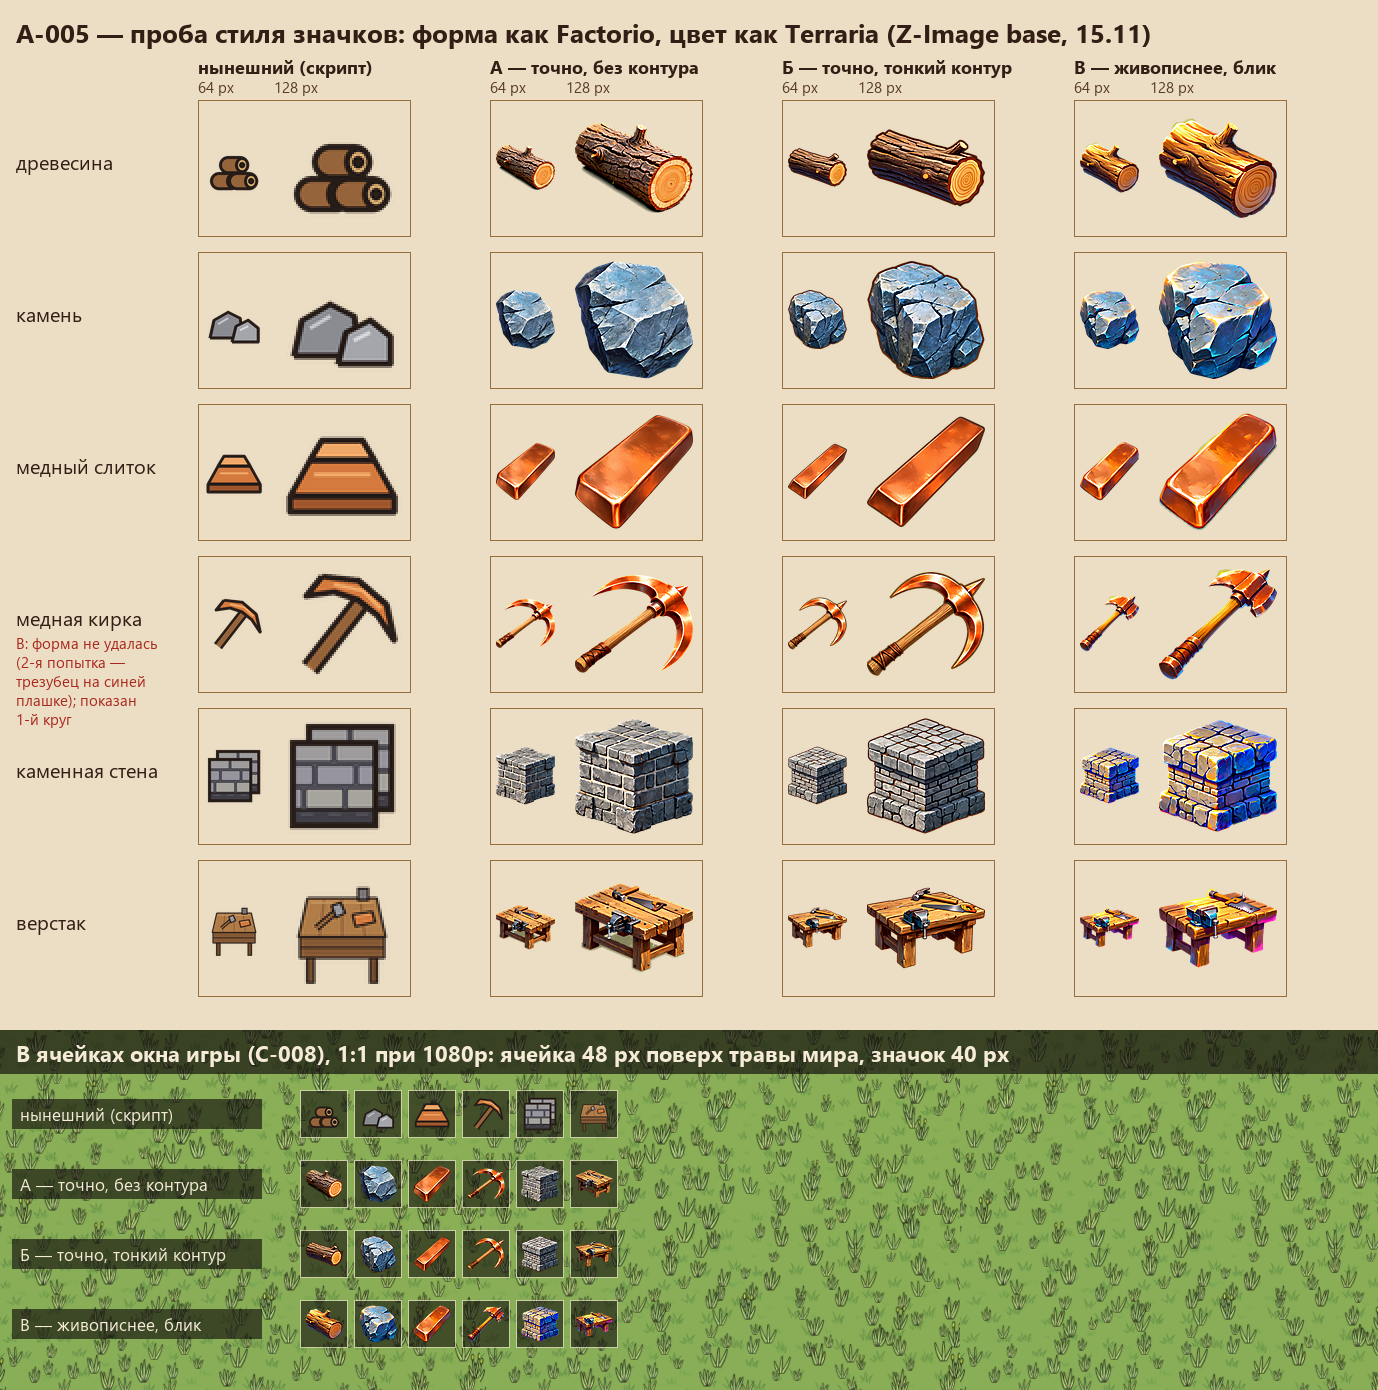 А-005 — проба стиля значков: форма как Factorio, цвет как Terraria (Z-Image base, 15.11)
нынешний (скрипт)
64 px 128 px
А — точно, без контура
64 px 128 px
Б — точно, тонкий контур
64 px 128 px
В — живописнее, блик
64 px 128 px
древесина
камень
медный слиток
медная кирка
В: форма не удалась
(2-я попытка —
трезубец на синей
плашке); показан
1-й круг
каменная стена
верстак
В ячейках окна игры (С-008), 1:1 при 1080p: ячейка 48 px поверх травы мира, значок 40 px
нынешний (скрипт)
А — точно, без контура
Б — точно, тонкий контур
В — живописнее, блик